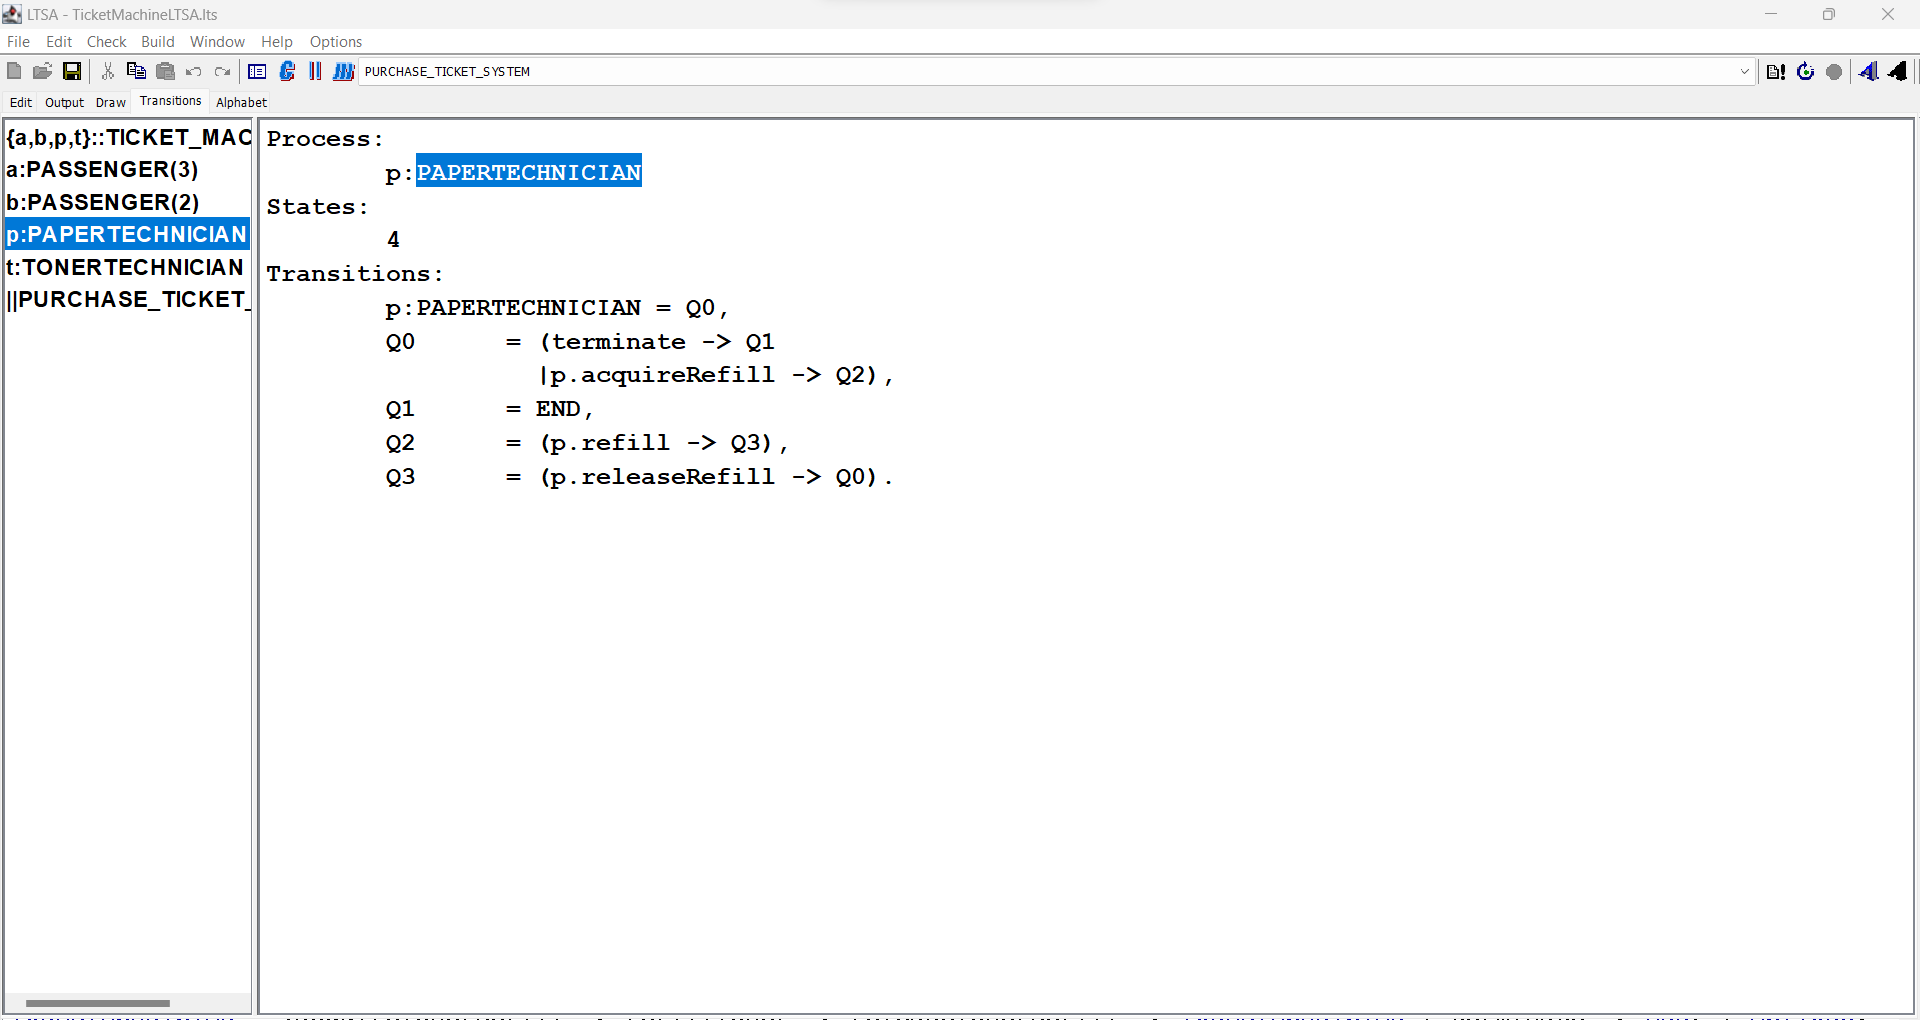 LTSA - TicketMachineLTSA.lts
File Edit Check Build Window Help Options
PURCHASE_TICKET_SYSTEM
Edit Output Draw Transitions Alphabet
{a,b,p,t}::TICKET_MAC
a:PASSENGER(3)
b:PASSENGER(2)
p:PAPERTECHNICIAN
t:TONERTECHNICIAN
||PURCHASE_TICKET_
Process:
p:PAPERTECHNICIAN
States:
4
Transitions:
p:PAPERTECHNICIAN = Q0,
Q0 = (terminate -> Q1
|p.acquireRefill -> Q2),
Q1 = END,
Q2 = (p.refill -> Q3),
Q3 = (p.releaseRefill -> Q0).